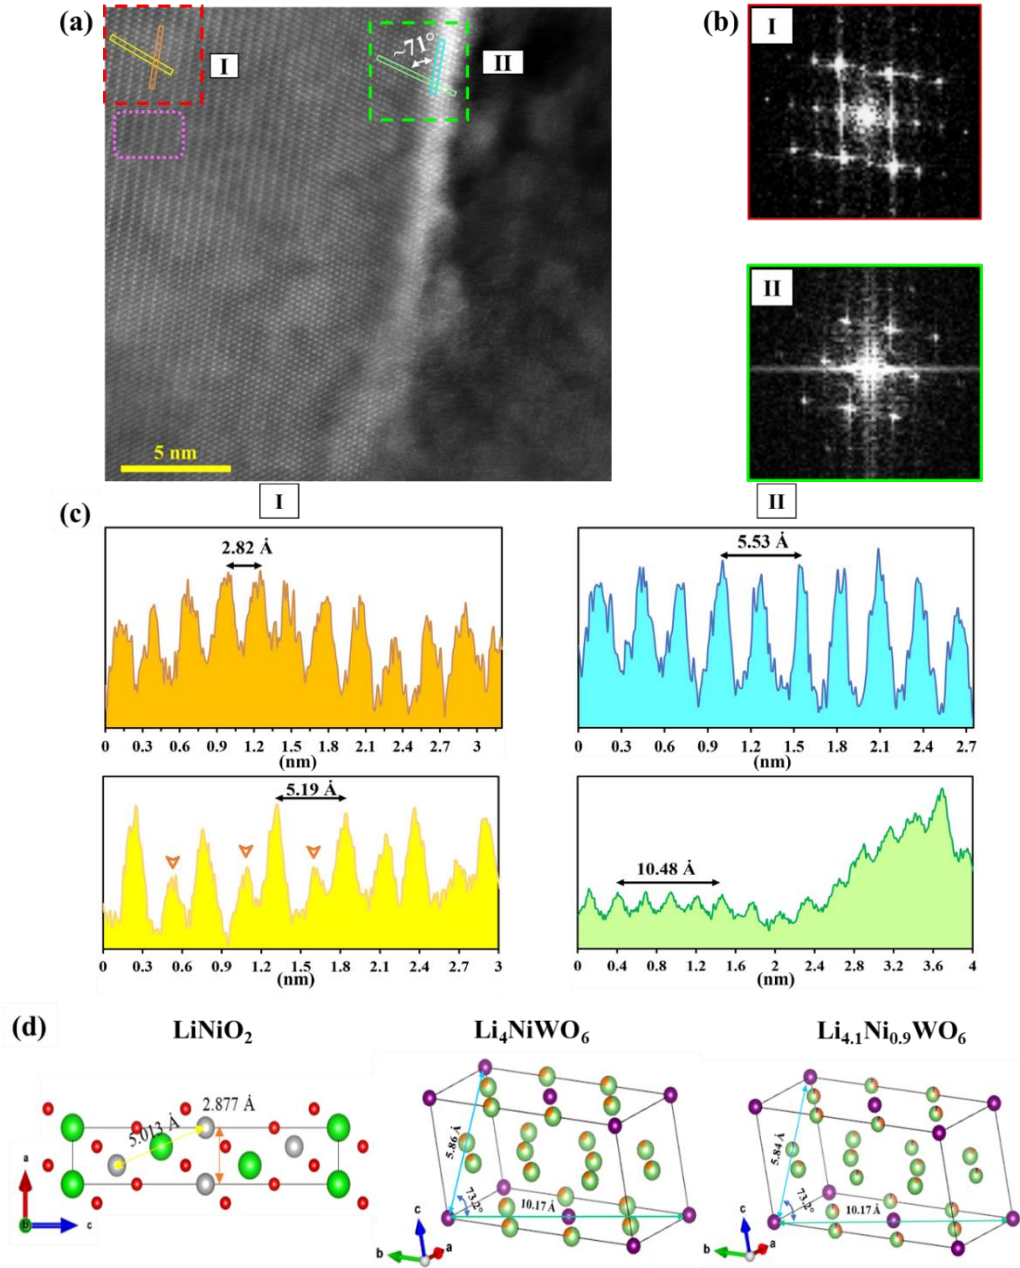 (a)
I
~71°
II
5 nm
(b)
I
II
(c)
I
II
2.82 Å
0 0.3 0.6 0.9 1.2 1.5 1.8 2.1 2.4 2.7 3
(nm)
5.53 Å
0 0.3 0.6 0.9 1.2 1.5 1.8 2.1 2.4 2.7
(nm)
5.19 Å
0 0.3 0.6 0.9 1.2 1.5 1.8 2.1 2.4 2.7 3
(nm)
10.48 Å
0 0.4 0.8 1.2 1.6 2 2.4 2.8 3.2 3.6 4
(nm)
(d)
LiNiO₂
5.013 Å
2.877 Å
a
b
c
Li₄NiWO₆
5.86 Å
73.2°
10.17 Å
c
b
a
Li₄.₁Ni₀.₉WO₆
5.84 Å
73.2°
10.17 Å
c
b
a